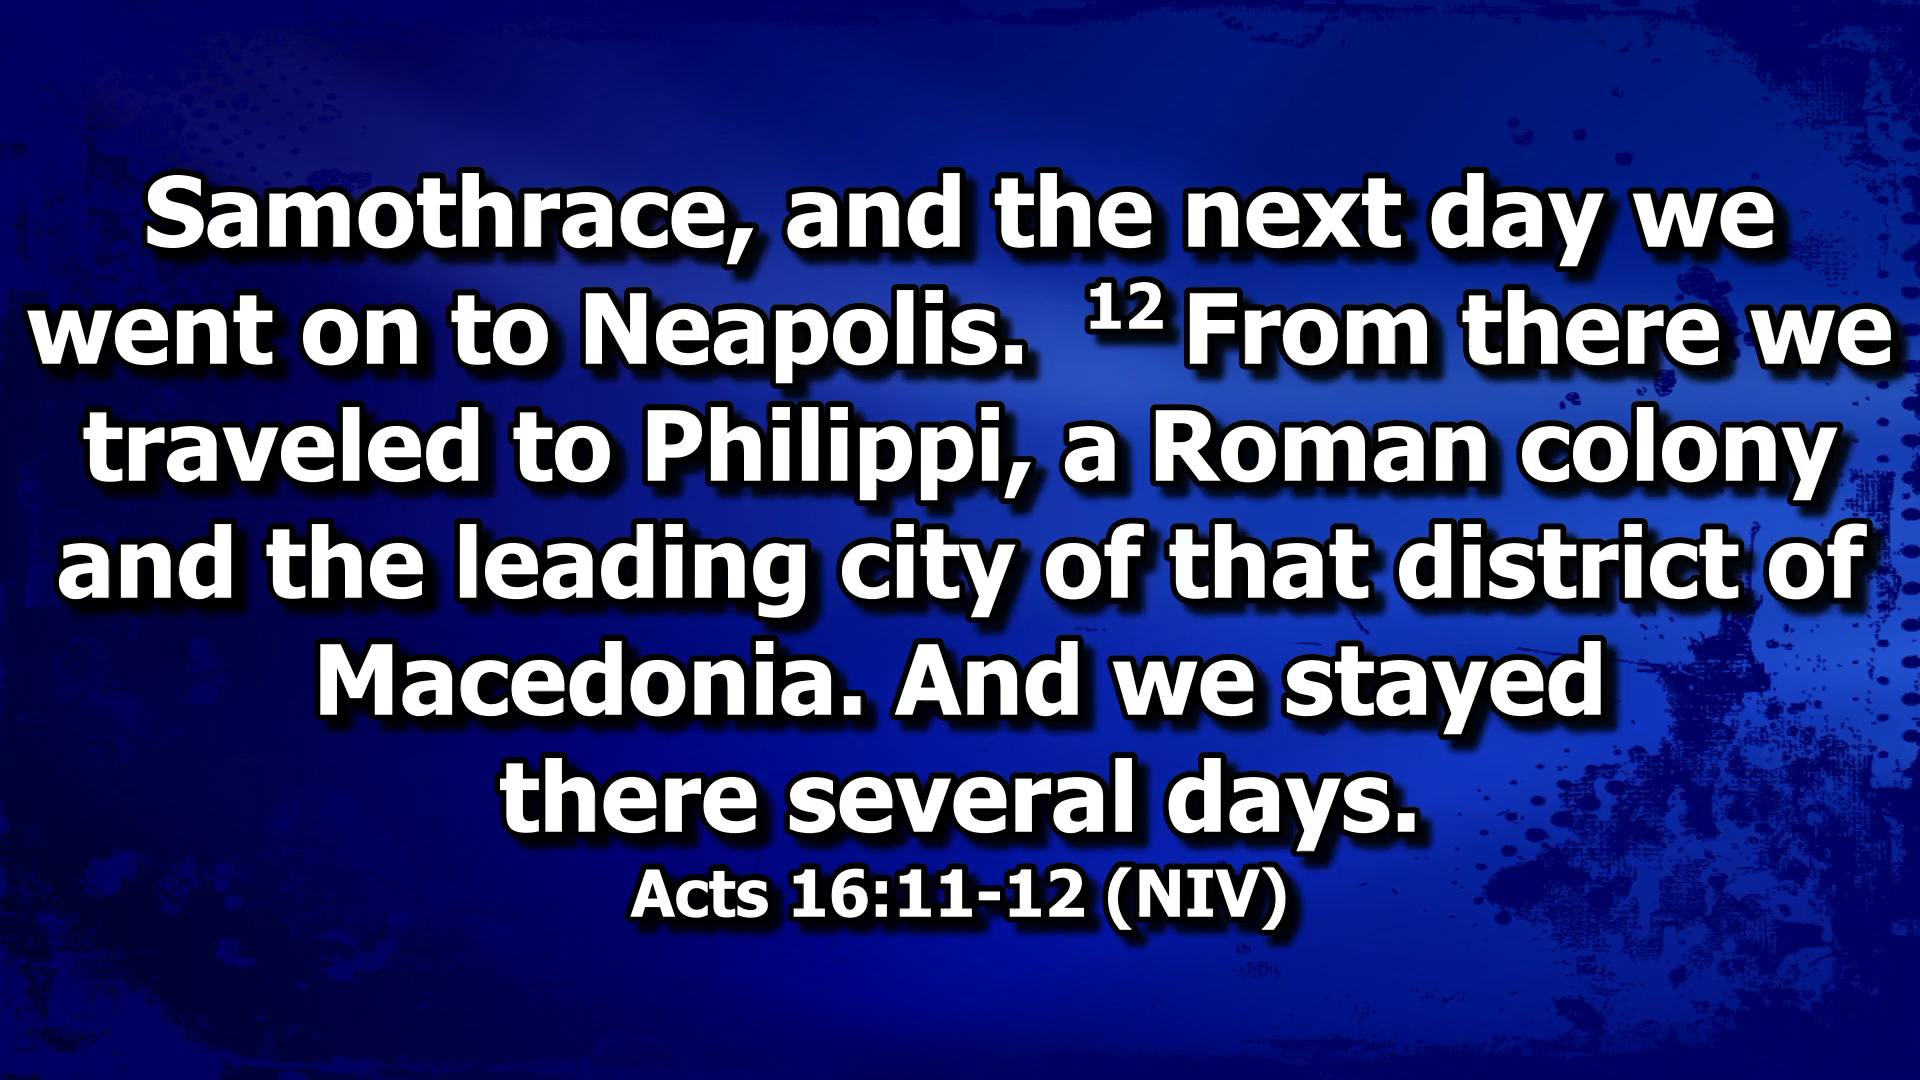 Samothrace, and the next day we
went on to Neapolis. 12 From there we
traveled to Philippi, a Roman colony
and the leading city of that district of
Macedonia. And we stayed
there several days.
Acts 16:11-12 (NIV)